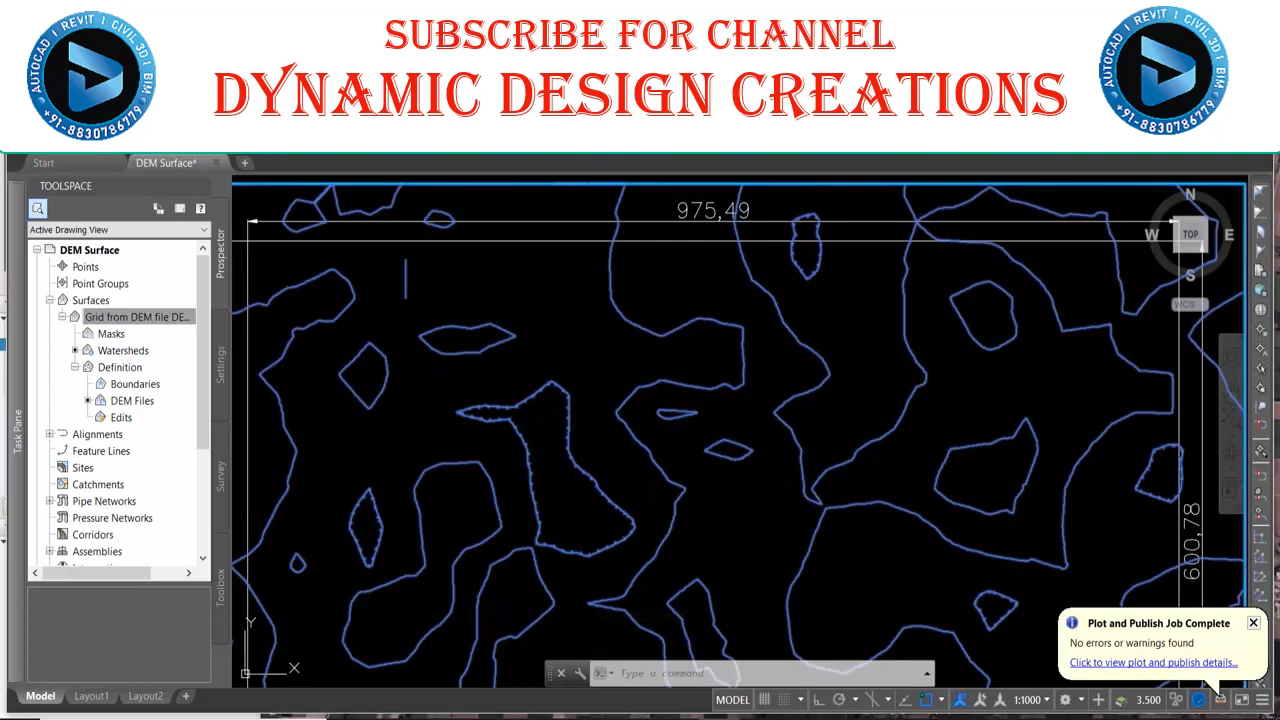 SUBSCRIBE FOR CHANNEL
DYNAMIC DESIGN CREATIONS
AUTOCAD I REVIT I CIVIL 3D I BIM
+91-8830786779
AUTOCAD I REVIT I CIVIL 3D I BIM
+91-8830786779
Start
DEM Surface*
TOOLSPACE
Active Drawing View
DEM Surface
Points
Point Groups
Surfaces
Grid from DEM file DE...
Masks
Watersheds
Definition
Boundaries
DEM Files
Edits
Alignments
Feature Lines
Sites
Catchments
Pipe Networks
Pressure Networks
Corridors
Assemblies
Prospector
Settings
Survey
Toolbox
Task Pane
975,49
600,78
N
W
TOP
E
S
WCS
Y
X
Type a command
Plot and Publish Job Complete
No errors or warnings found
Click to view plot and publish details...
Model
Layout1
Layout2
MODEL
1:1000
3.500